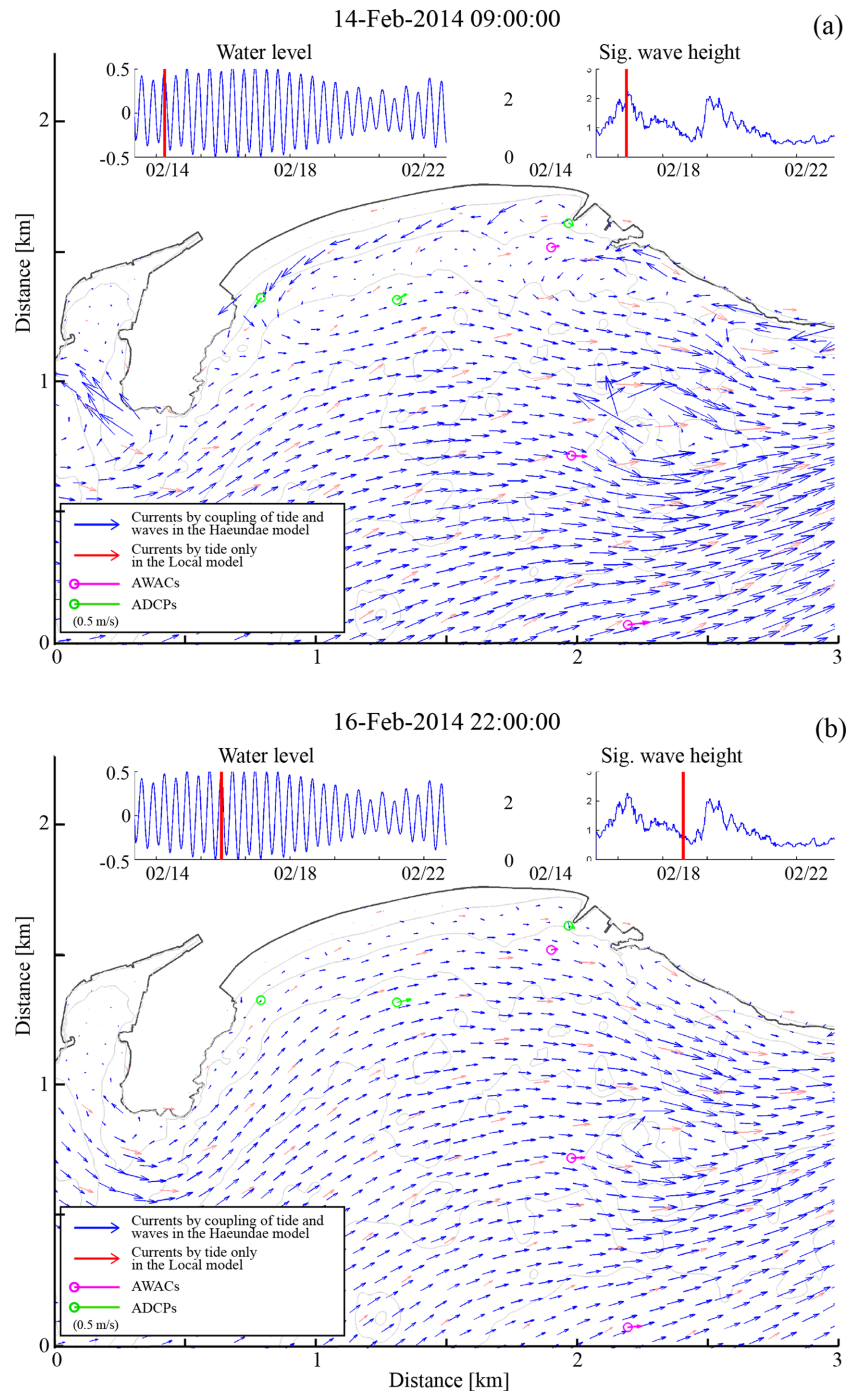 14-Feb-2014 09:00:00
(a)
Water level
Sig. wave height
0.5
0
-0.5
02/14
02/18
02/22
2
0
3
2
1
0
02/14
02/18
02/22
Distance [km]
2
1
0
Currents by coupling of tide and
waves in the Haeundae model
Currents by tide only
in the Local model
AWACs
ADCPs
(0.5 m/s)
0
1
2
3
16-Feb-2014 22:00:00
(b)
Water level
Sig. wave height
0.5
0
-0.5
02/14
02/18
02/22
2
0
3
2
1
0
02/14
02/18
02/22
Distance [km]
2
1
0
Currents by coupling of tide and
waves in the Haeundae model
Currents by tide only
in the Local model
AWACs
ADCPs
(0.5 m/s)
0
1
2
3
Distance [km]